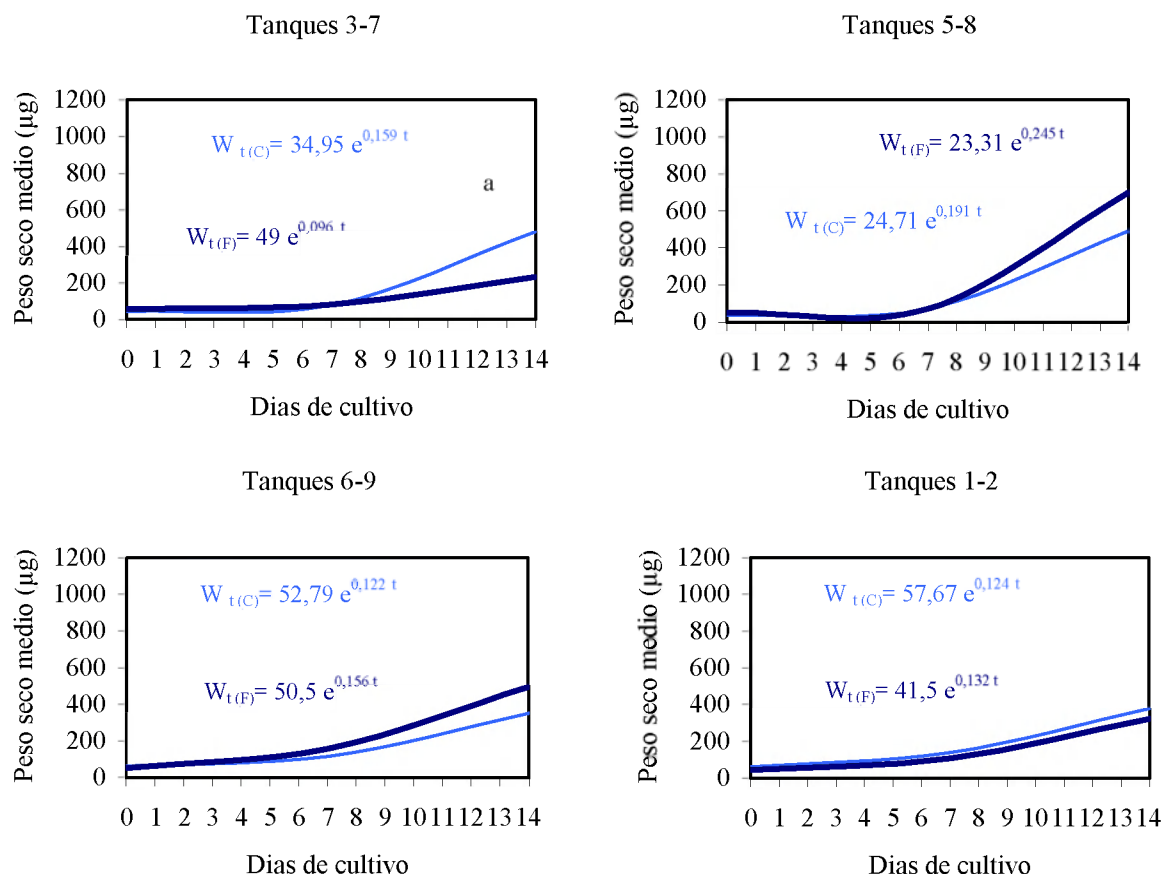 Tanques 3-7
Peso seco medio (µg)
1200
1000
800
600
400
200
0
W t (C)= 34,95 e0,159 t
a
Wt (F)= 49 e0,096 t
0 1 2 3 4 5 6 7 8 9 10 11 12 13 14
Dias de cultivo
Tanques 5-8
Peso seco medio (µg)
1200
1000
800
600
400
200
0
Wt (F)= 23,31 e0,245 t
W t (C)= 24,71 e0,191 t
0 1 2 3 4 5 6 7 8 9 10 11 12 13 14
Dias de cultivo
Tanques 6-9
Peso seco medio (µg)
1200
1000
800
600
400
200
0
W t (C)= 52,79 e0,122 t
Wt (F)= 50,5 e0,156 t
0 1 2 3 4 5 6 7 8 9 10 11 12 13 14
Dias de cultivo
Tanques 1-2
Peso seco medio (µg)
1200
1000
800
600
400
200
0
W t (C)= 57,67 e0,124 t
Wt (F)= 41,5 e0,132 t
0 1 2 3 4 5 6 7 8 9 10 11 12 13 14
Dias de cultivo